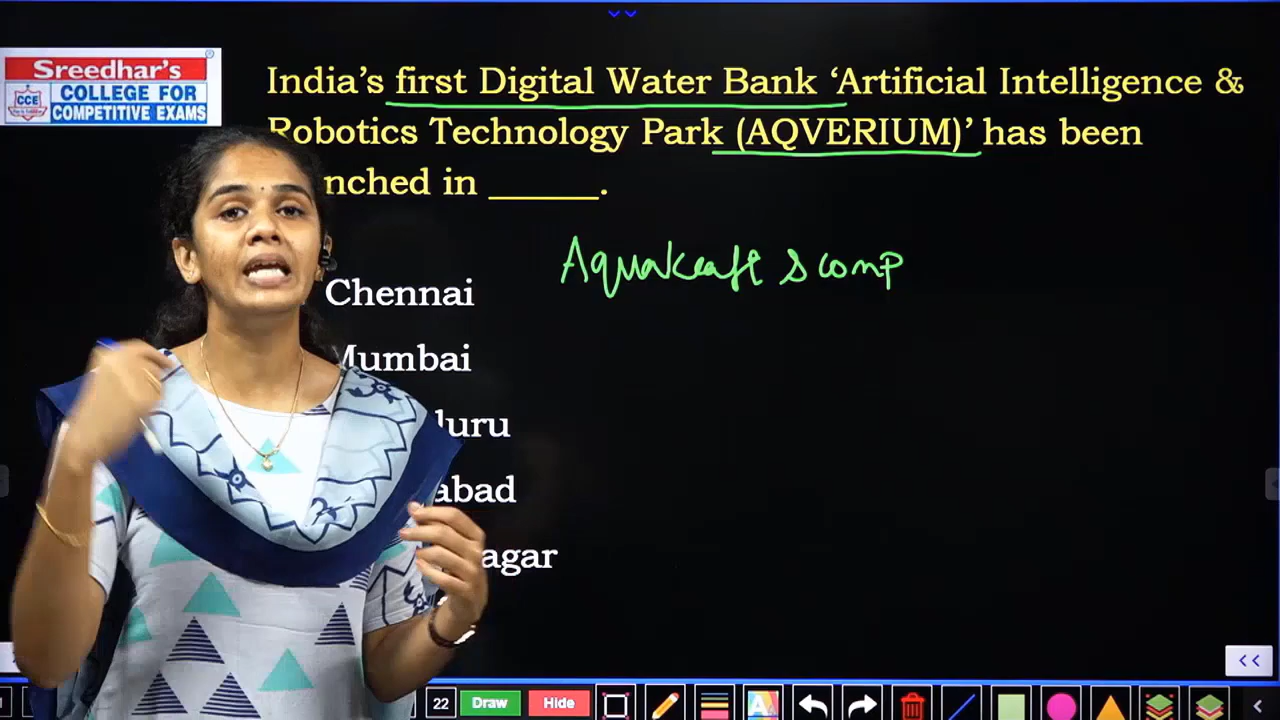 Sreedhar's
CCE
COLLEGE FOR
COMPETITIVE EXAMS
India's first Digital Water Bank 'Artificial Intelligence &
Robotics Technology Park (AQVERIUM)' has been
nched in ______.
Aquakraft s comp
Chennai
Mumbai
luru
abad
agar
22 Draw Hide